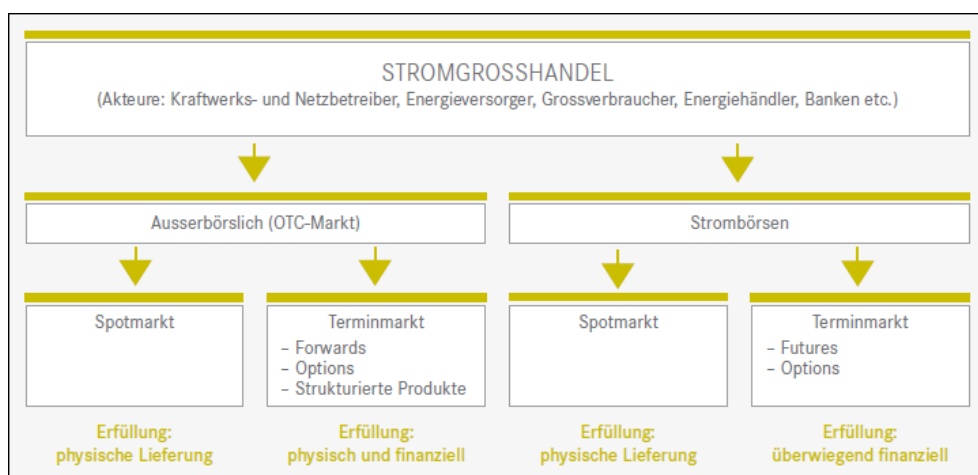 STROMGROSSHANDEL
(Akteure: Kraftwerks- und Netzbetreiber, Energieversorger, Grossverbraucher, Energiehändler, Banken etc.)
Ausserbörslich (OTC-Markt)
Strombörsen
Spotmarkt
Terminmarkt
– Forwards
– Options
– Strukturierte Produkte
Spotmarkt
Terminmarkt
– Futures
– Options
Erfüllung:
physische Lieferung
Erfüllung:
physisch und finanziell
Erfüllung:
physische Lieferung
Erfüllung:
überwiegend finanziell